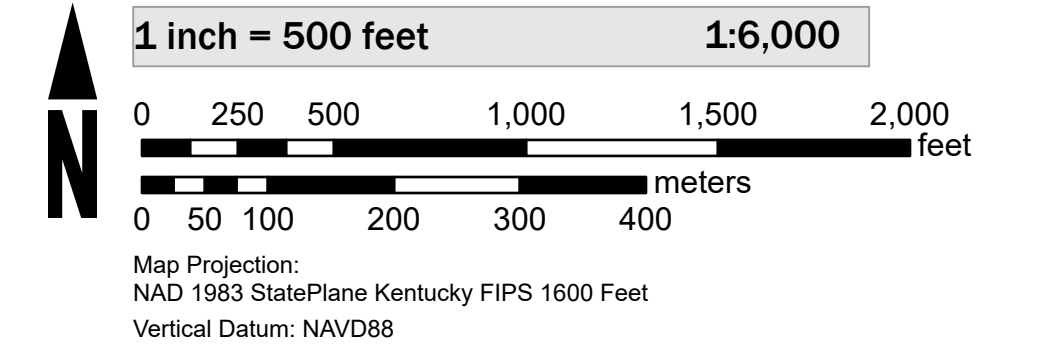 1 inch = 500 feet 1:6,000
0 250 500 1,000 1,500 2,000
feet
meters
0 50 100 200 300 400
N
Map Projection:
NAD 1983 StatePlane Kentucky FIPS 1600 Feet
Vertical Datum: NAVD88